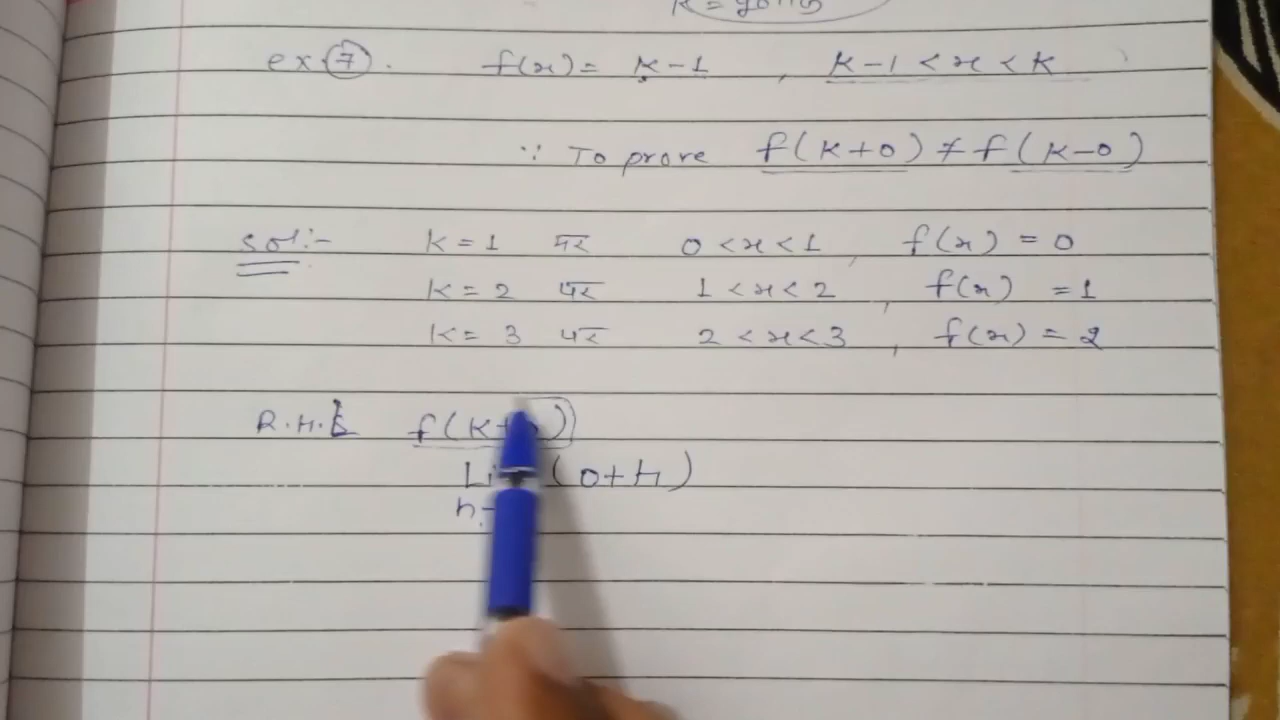 K = पूर्णांक
ex (7). f(x) = K-1 , K-1 < x < K
∵ To prove f(K+0) ≠ f(K-0)
Sol:- K = 1 पर 0 < x < 1 , f(x) = 0
K = 2 पर 1 < x < 2 , f(x) = 1
K = 3 पर 2 < x < 3 , f(x) = 2
R.H.L f(K+0)
(0+h)